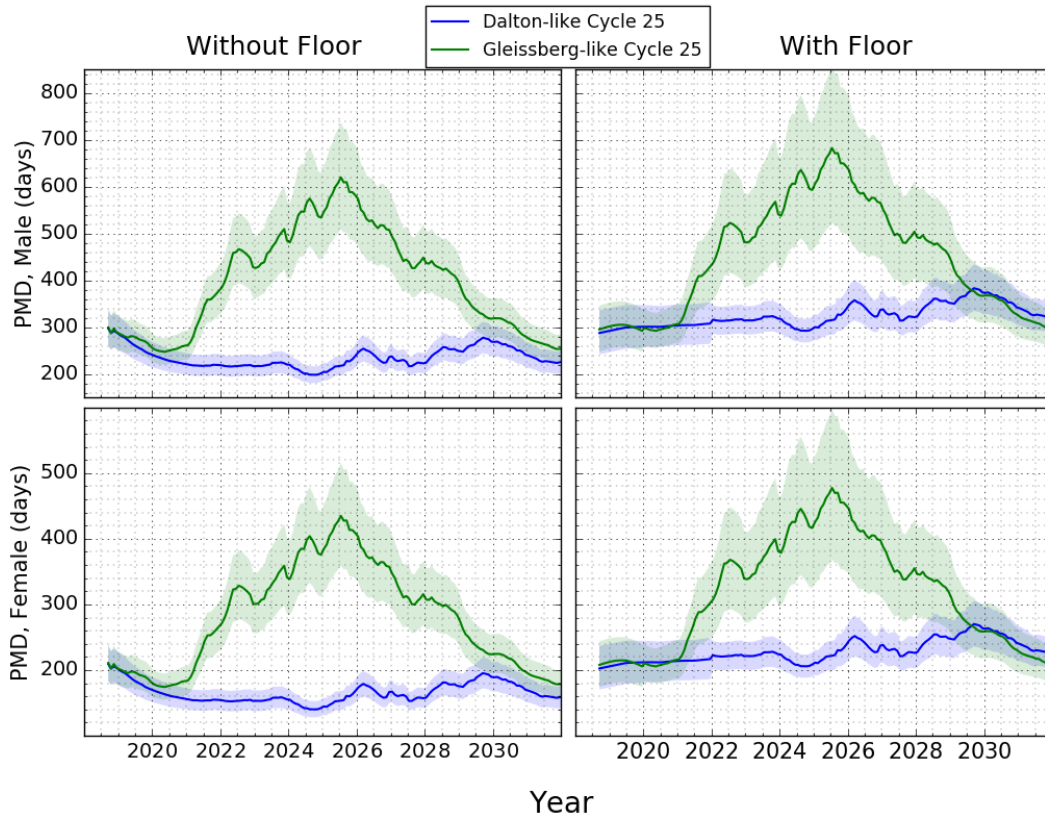 Dalton-like Cycle 25
Gleissberg-like Cycle 25
Without Floor
With Floor
PMD, Male (days)
800
700
600
500
400
300
200
PMD, Female (days)
500
400
300
200
2020 2022 2024 2026 2028 2030
2020 2022 2024 2026 2028 2030
Year